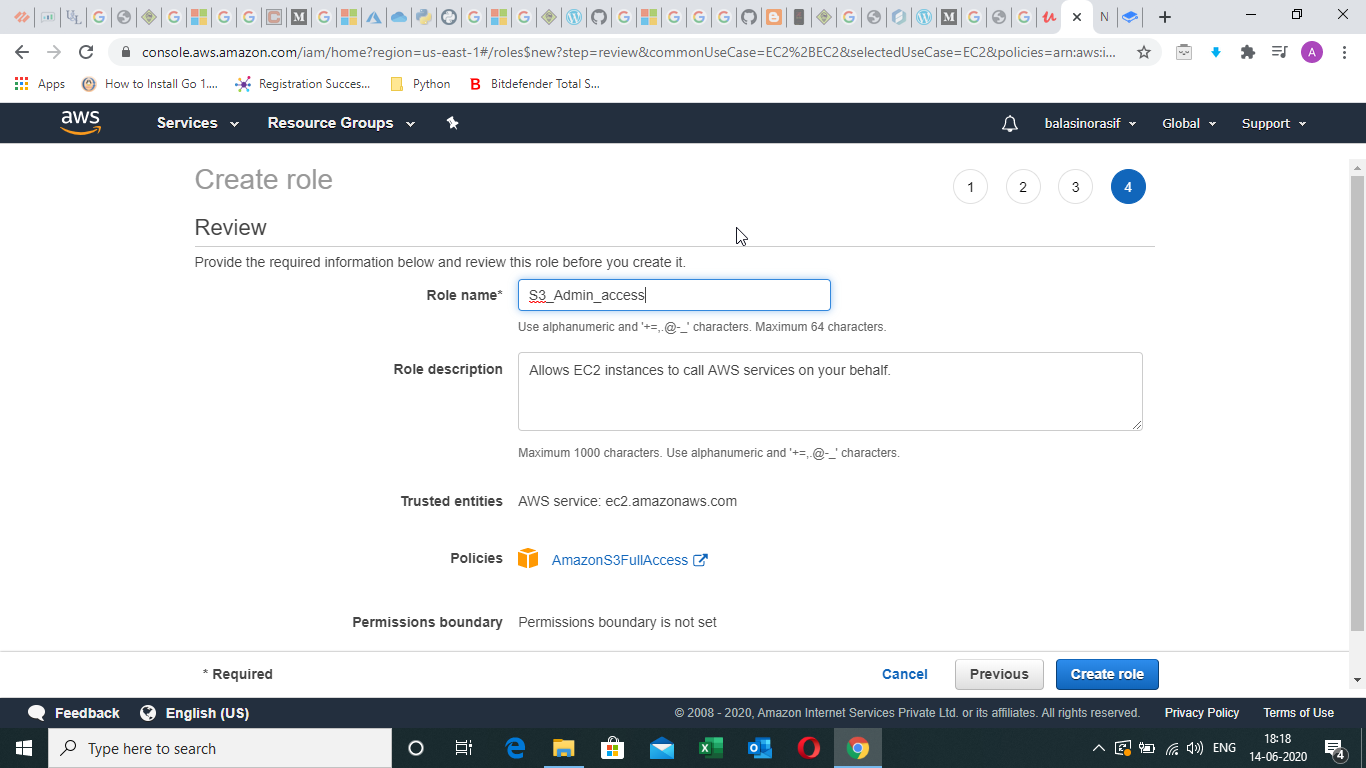 console.aws.amazon.com/iam/home?region=us-east-1#/roles$new?step=review&commonUseCase=EC2%2BEC2&selectedUseCase=EC2&policies=arn:aws:i...
A
Apps How to Install Go 1.... Registration Succes... Python B Bitdefender Total S...
aws Services Resource Groups balasinorasif Global Support
Create role 1 2 3 4
Review
Provide the required information below and review this role before you create it.
Role name* S3_Admin_access
Use alphanumeric and '+=,.@-_' characters. Maximum 64 characters.
Role description Allows EC2 instances to call AWS services on your behalf.
Maximum 1000 characters. Use alphanumeric and '+=,.@-_' characters.
Trusted entities AWS service: ec2.amazonaws.com
Policies AmazonS3FullAccess
Permissions boundary Permissions boundary is not set
* Required Cancel Previous Create role
Feedback English (US) © 2008 - 2020, Amazon Internet Services Private Ltd. or its affiliates. All rights reserved. Privacy Policy Terms of Use
Type here to search ENG 18:18
14-06-2020 4